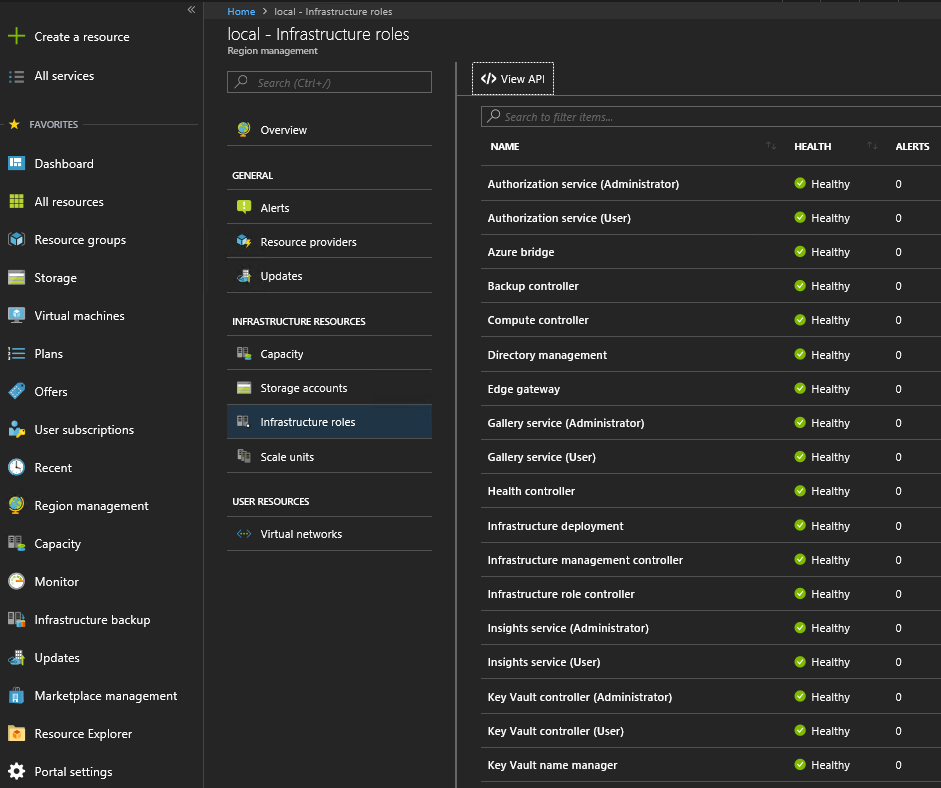 «
Create a resource
All services
FAVORITES
Dashboard
All resources
Resource groups
Storage
Virtual machines
Plans
Offers
User subscriptions
Recent
Region management
Capacity
Monitor
Infrastructure backup
Updates
Marketplace management
Resource Explorer
Portal settings
Home > local - Infrastructure roles
local - Infrastructure roles
Region management
Search (Ctrl+/)
Overview
GENERAL
Alerts
Resource providers
Updates
INFRASTRUCTURE RESOURCES
Capacity
Storage accounts
Infrastructure roles
Scale units
USER RESOURCES
Virtual networks
</> View API
Search to filter items...
NAME ↑↓ HEALTH ↑↓ ALERTS
Authorization service (Administrator) Healthy 0
Authorization service (User) Healthy 0
Azure bridge Healthy 0
Backup controller Healthy 0
Compute controller Healthy 0
Directory management Healthy 0
Edge gateway Healthy 0
Gallery service (Administrator) Healthy 0
Gallery service (User) Healthy 0
Health controller Healthy 0
Infrastructure deployment Healthy 0
Infrastructure management controller Healthy 0
Infrastructure role controller Healthy 0
Insights service (Administrator) Healthy 0
Insights service (User) Healthy 0
Key Vault controller (Administrator) Healthy 0
Key Vault controller (User) Healthy 0
Key Vault name manager Healthy 0